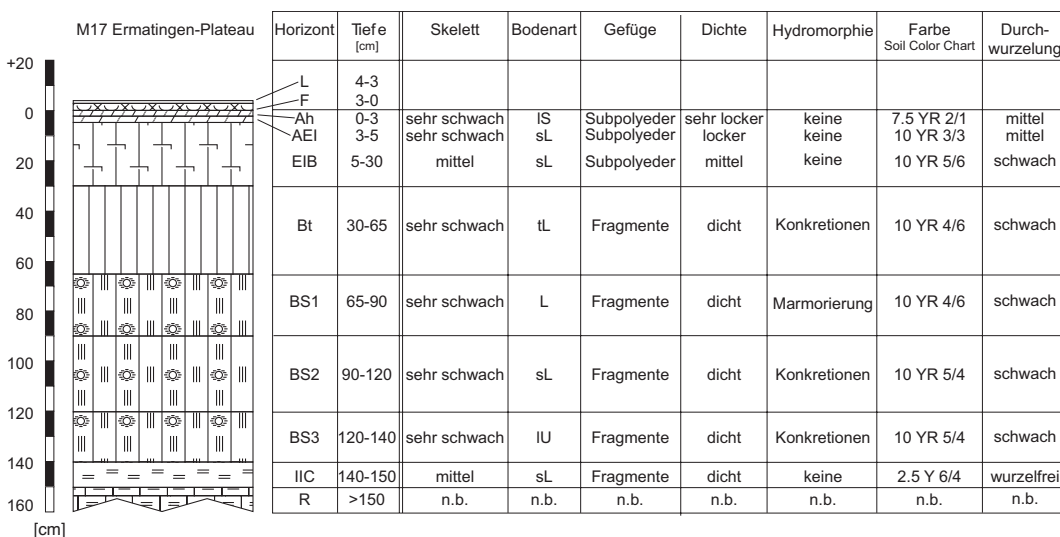 M17 Ermatingen-Plateau
Horizont Tiefe [cm] Skelett Bodenart Gefüge Dichte Hydromorphie Farbe Soil Color Chart Durch-wurzelung
L 4-3
F 3-0
Ah 0-3 sehr schwach lS Subpolyeder sehr locker keine 7.5 YR 2/1 mittel
AEl 3-5 sehr schwach sL Subpolyeder locker keine 10 YR 3/3 mittel
ElB 5-30 mittel sL Subpolyeder mittel keine 10 YR 5/6 schwach
Bt 30-65 sehr schwach tL Fragmente dicht Konkretionen 10 YR 4/6 schwach
BS1 65-90 sehr schwach L Fragmente dicht Marmorierung 10 YR 4/6 schwach
BS2 90-120 sehr schwach sL Fragmente dicht Konkretionen 10 YR 5/4 schwach
BS3 120-140 sehr schwach lU Fragmente dicht Konkretionen 10 YR 5/4 schwach
IIC 140-150 mittel sL Fragmente dicht keine 2.5 Y 6/4 wurzelfrei
R >150 n.b. n.b. n.b. n.b. n.b. n.b. n.b.
+20
0
20
40
60
80
100
120
140
160
[cm]